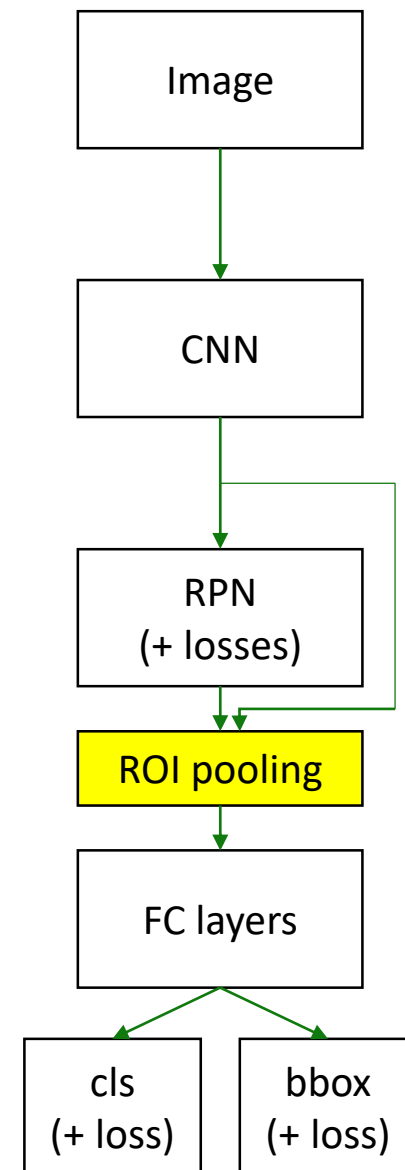 Image
CNN
RPN
(+ losses)
ROI pooling
FC layers
cls
(+ loss)
bbox
(+ loss)